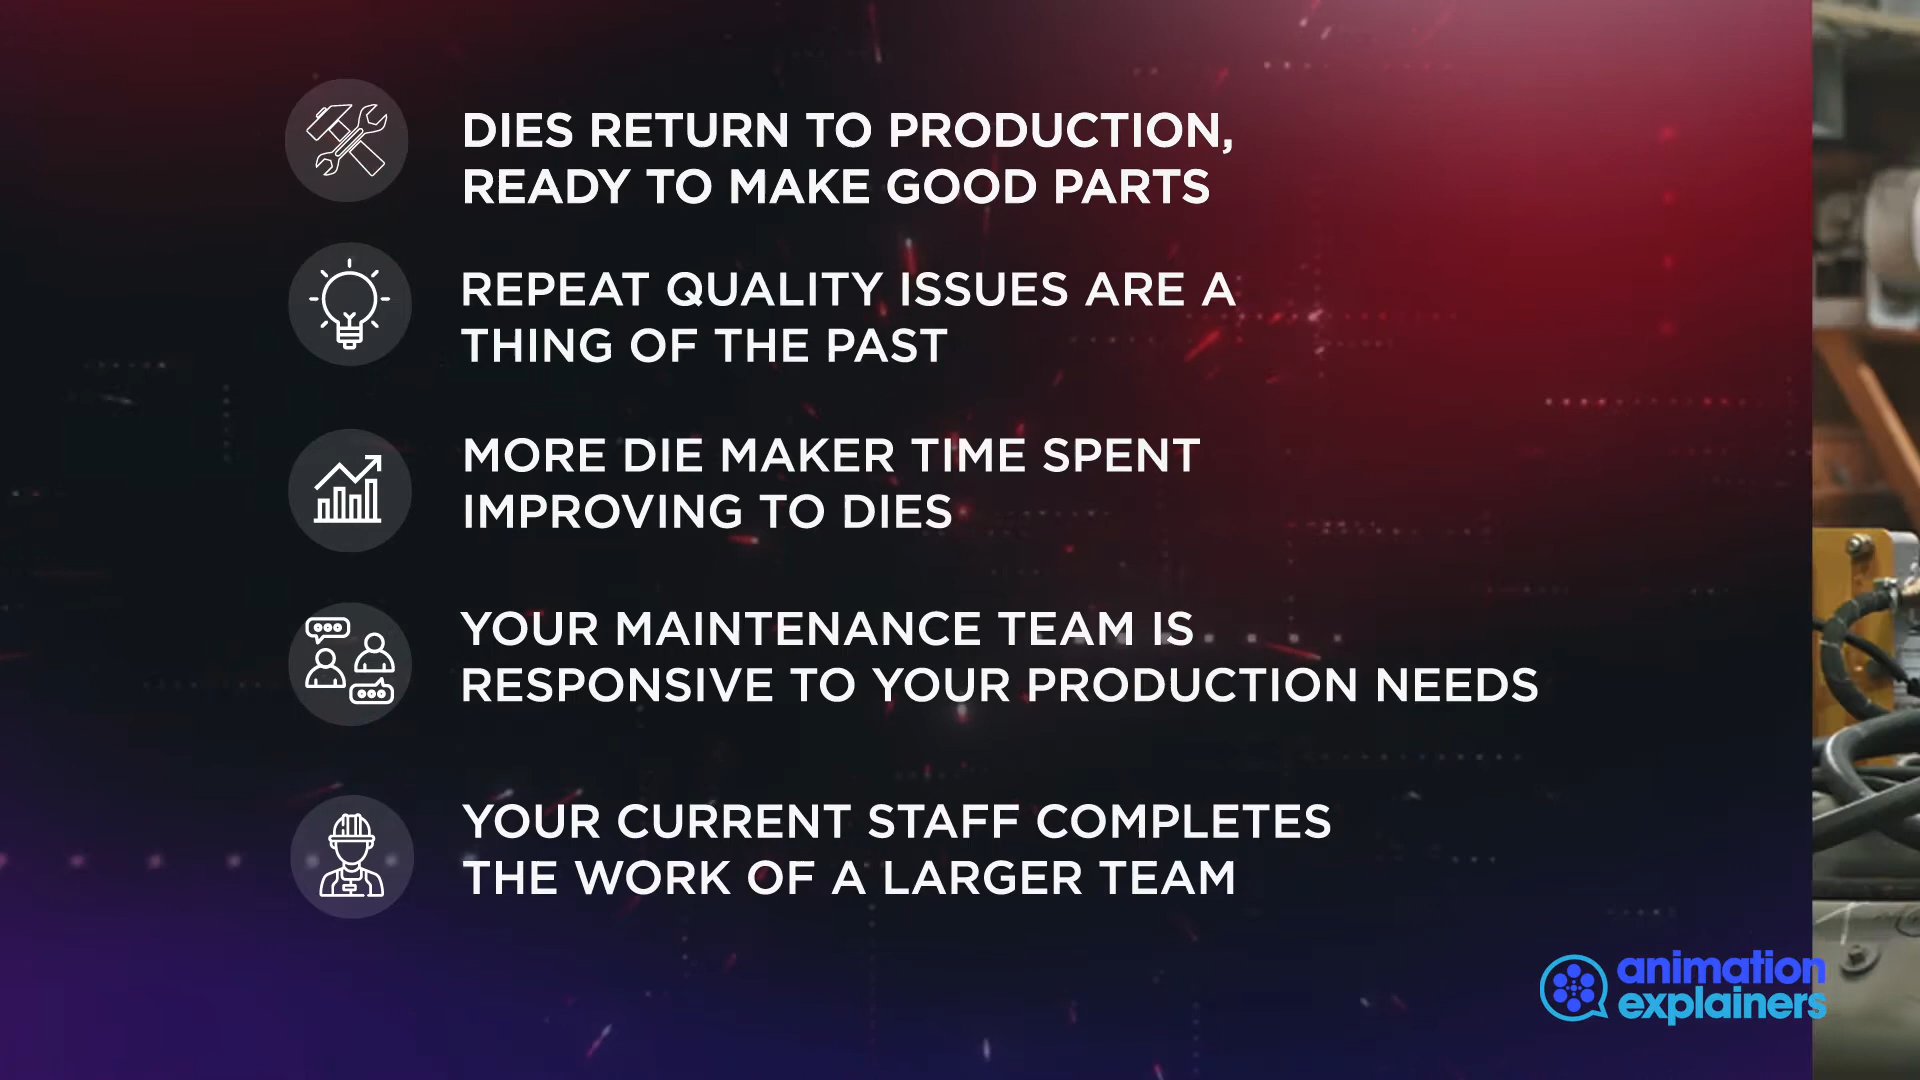 DIES RETURN TO PRODUCTION,
READY TO MAKE GOOD PARTS
REPEAT QUALITY ISSUES ARE A
THING OF THE PAST
MORE DIE MAKER TIME SPENT
IMPROVING TO DIES
YOUR MAINTENANCE TEAM IS
RESPONSIVE TO YOUR PRODUCTION NEEDS
YOUR CURRENT STAFF COMPLETES
THE WORK OF A LARGER TEAM
animation
explainers